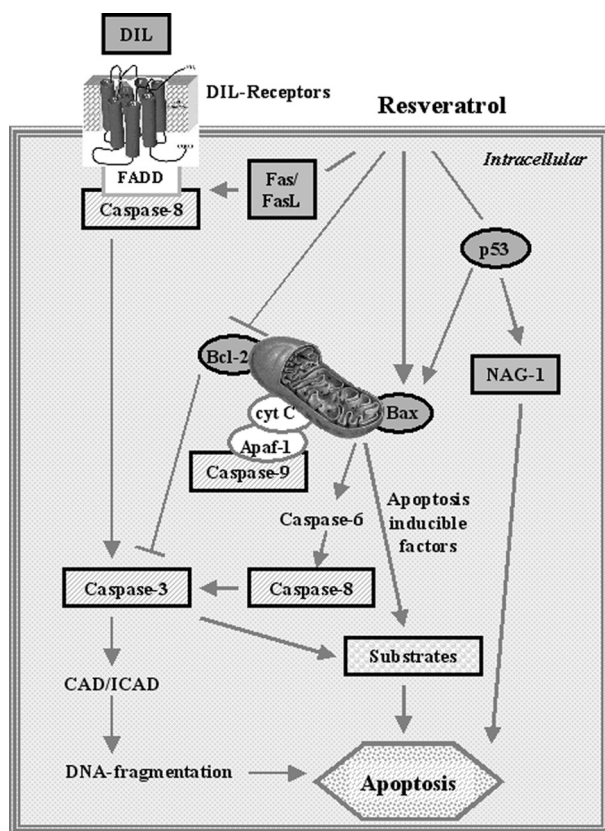 DIL
DIL-Receptors
Resveratrol
Intracellular
FADD
Caspase-8
Fas/
FasL
p53
Bcl-2
NAG-1
cyt C
Bax
Apaf-1
Caspase-9
Apoptosis
inducible
factors
Caspase-6
Caspase-3
Caspase-8
Substrates
CAD/ICAD
DNA-fragmentation
Apoptosis